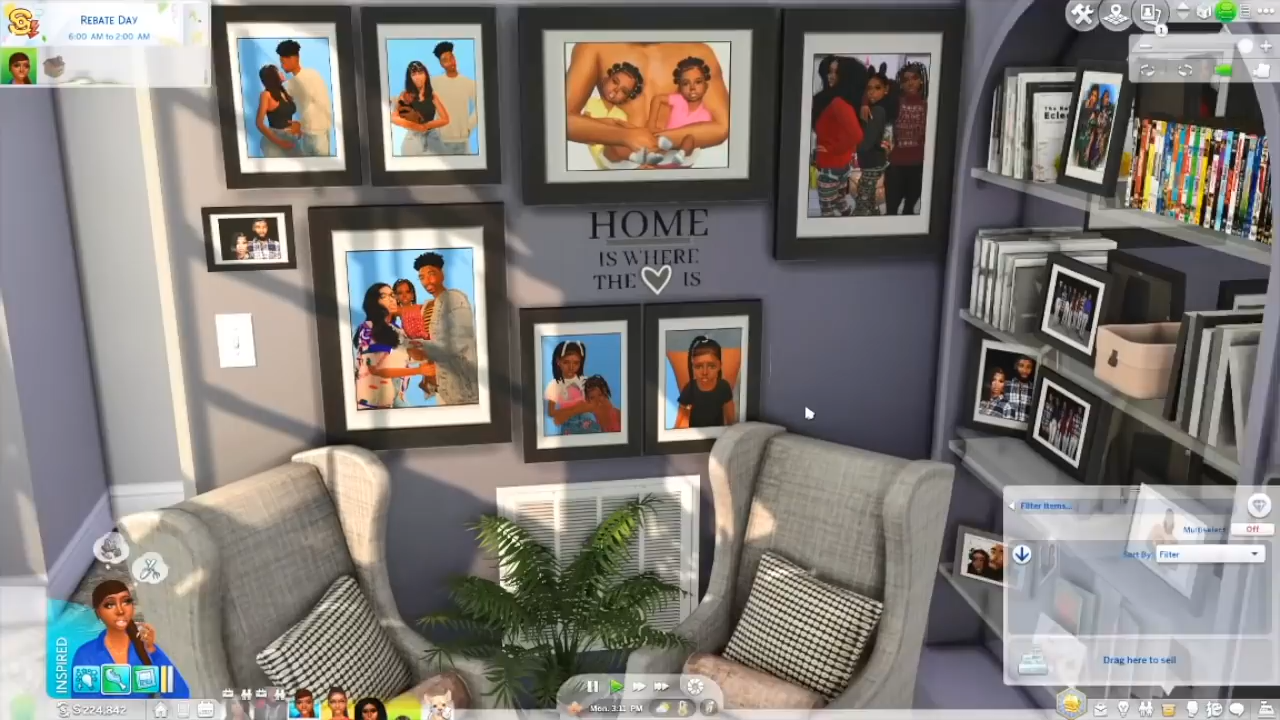 REBATE DAY
6:00 AM to 2:00 AM
1
HOME
IS WHERE
THE IS
Filter Items...
Multiselect Off
Sort By: Filter
Drag here to sell
INSPIRED
§224,842
Mon. 3:11 PM